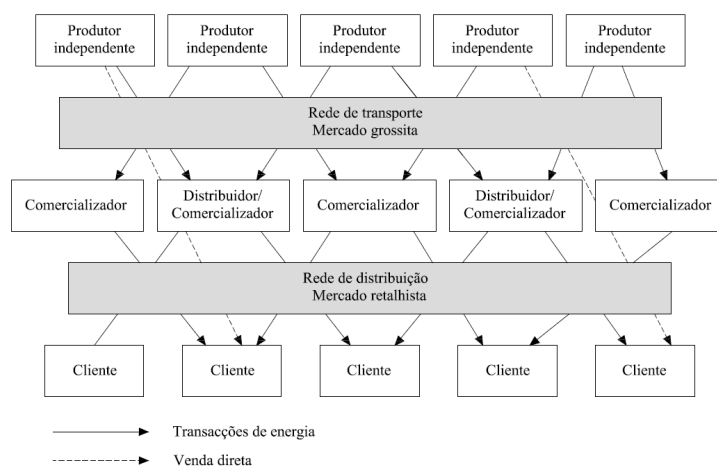 Produtor
independente
Produtor
independente
Produtor
independente
Produtor
independente
Produtor
independente
Rede de transporte
Mercado grossita
Comercializador
Distribuidor/
Comercializador
Comercializador
Distribuidor/
Comercializador
Comercializador
Rede de distribuição
Mercado retalhista
Cliente
Cliente
Cliente
Cliente
Cliente
Transacções de energia
Venda direta